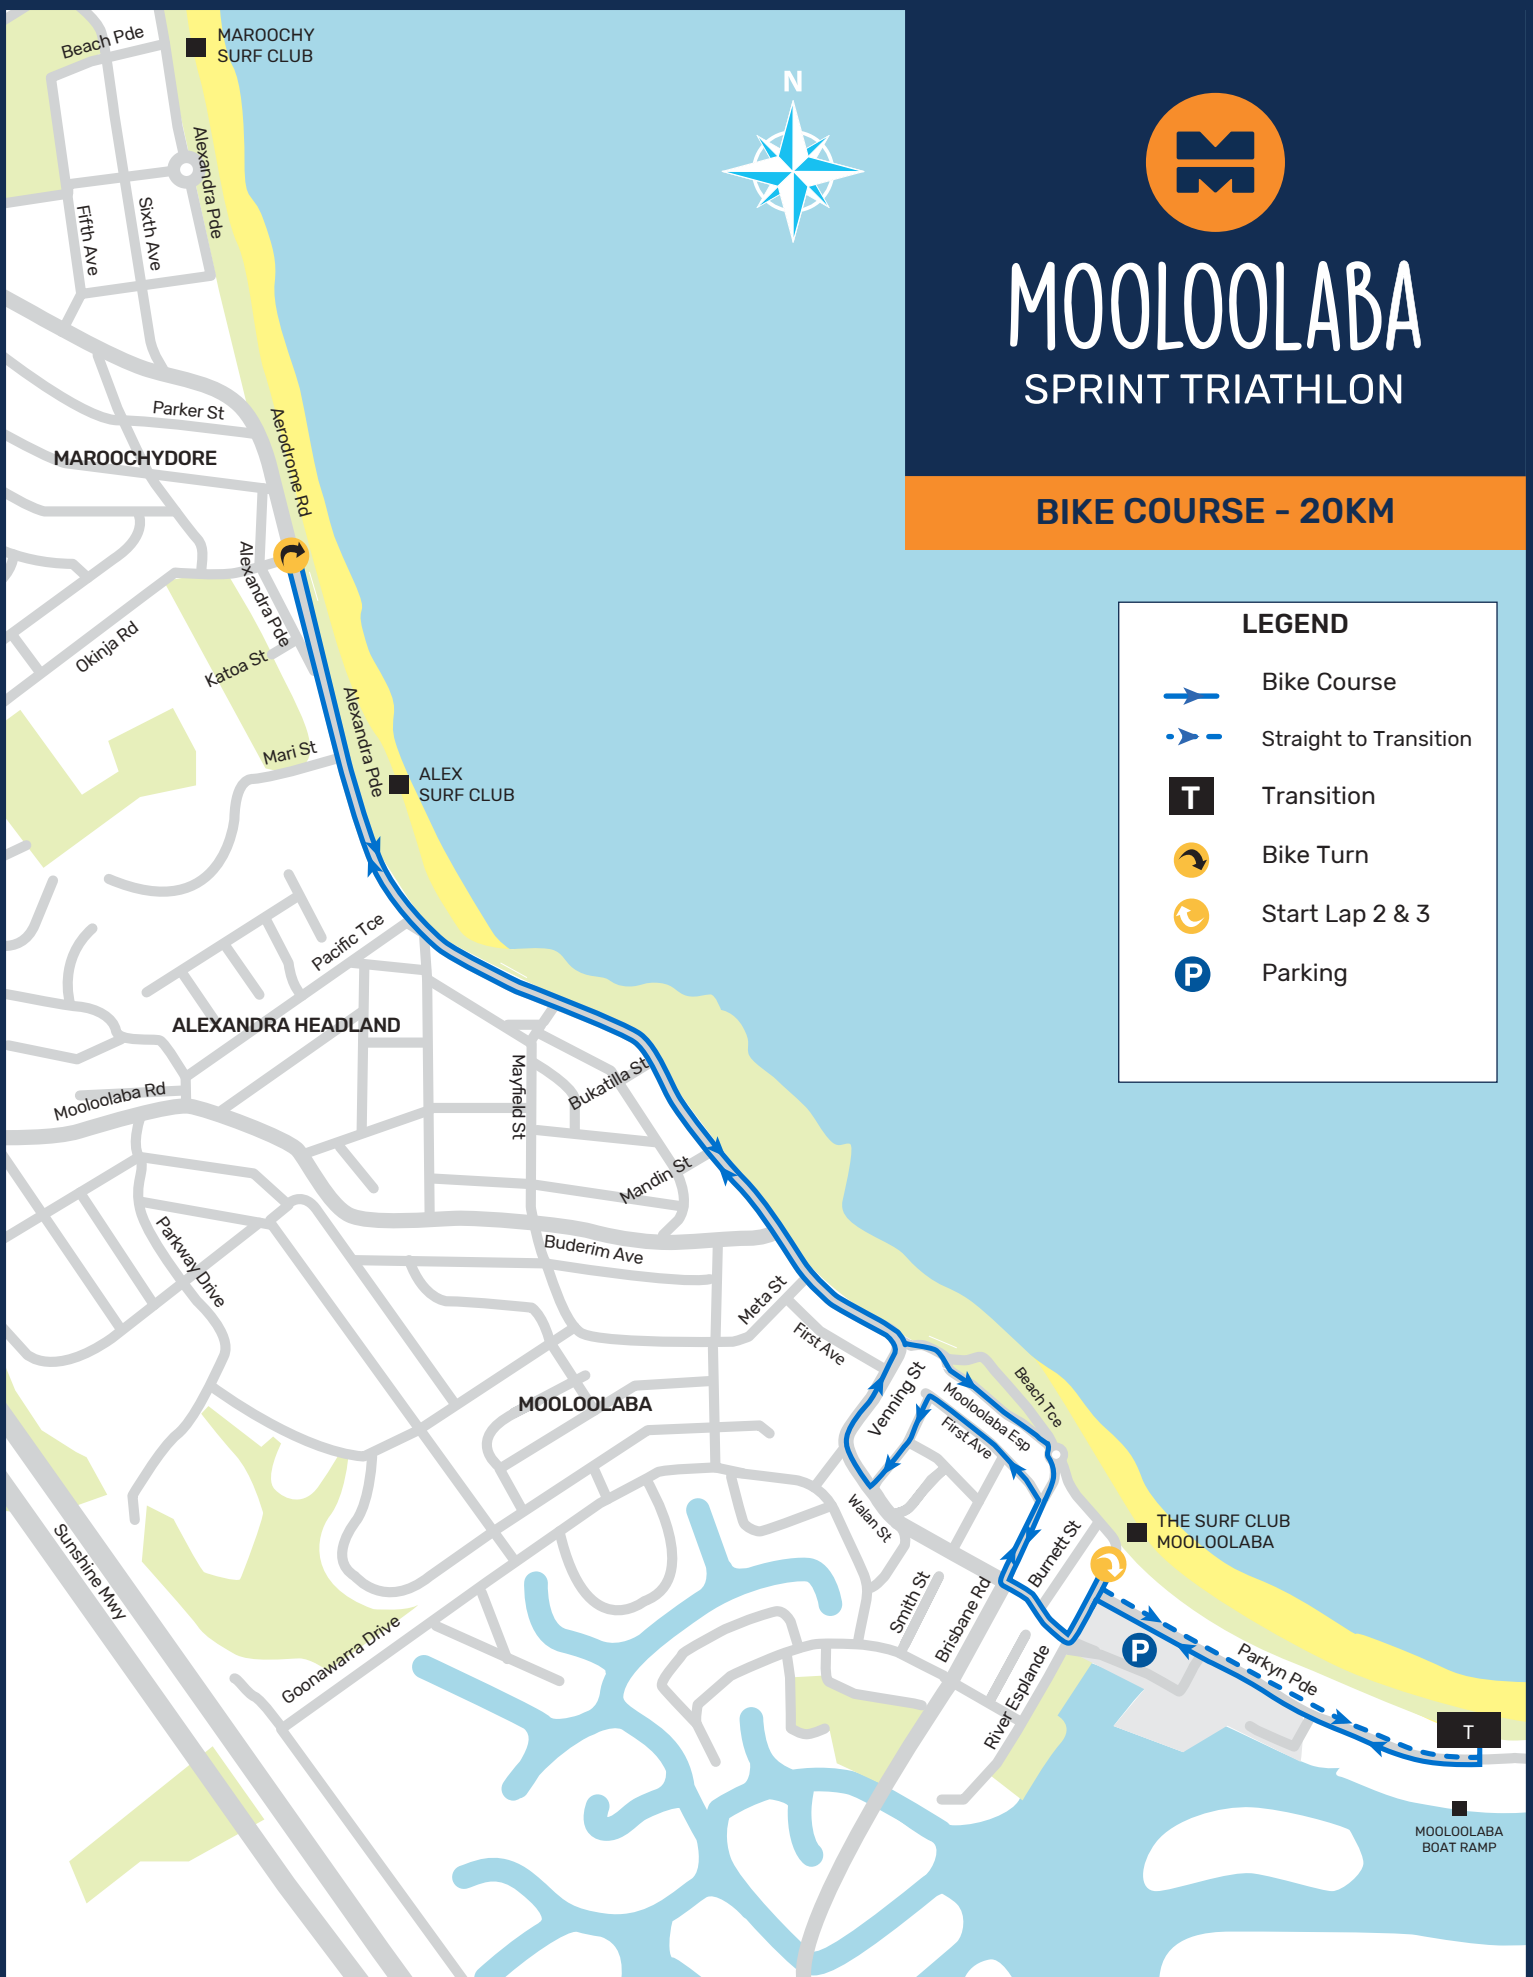 MAROOCHY
SURF CLUB
Beach Pde
N
Alexandra Pde
Fifth Ave
Sixth Ave
MOOLOOLABA
SPRINT TRIATHLON
BIKE COURSE - 20KM
Parker St
Aerodrome Rd
MAROOCHYDORE
Alexandra Pde
Okinja Rd
Katoa St
Alexandra Pde
Mari St
ALEX
SURF CLUB
LEGEND
Bike Course
Straight to Transition
T
Transition
Bike Turn
Start Lap 2 & 3
P
Parking
Pacific Tce
ALEXANDRA HEADLAND
Mooloolaba Rd
Mayfield St
Bukatilla St
Mandin St
Parkway Drive
Buderim Ave
Meta St
First Ave
Venning St
Beach Tce
Mooloolaba Esp
First Ave
MOOLOOLABA
Walan St
Burnett St
THE SURF CLUB
MOOLOOLABA
Sunshine Mwy
Smith St
Brisbane Rd
Goonawarra Drive
River Esplande
P
Parkyn Pde
T
MOOLOOLABA
BOAT RAMP